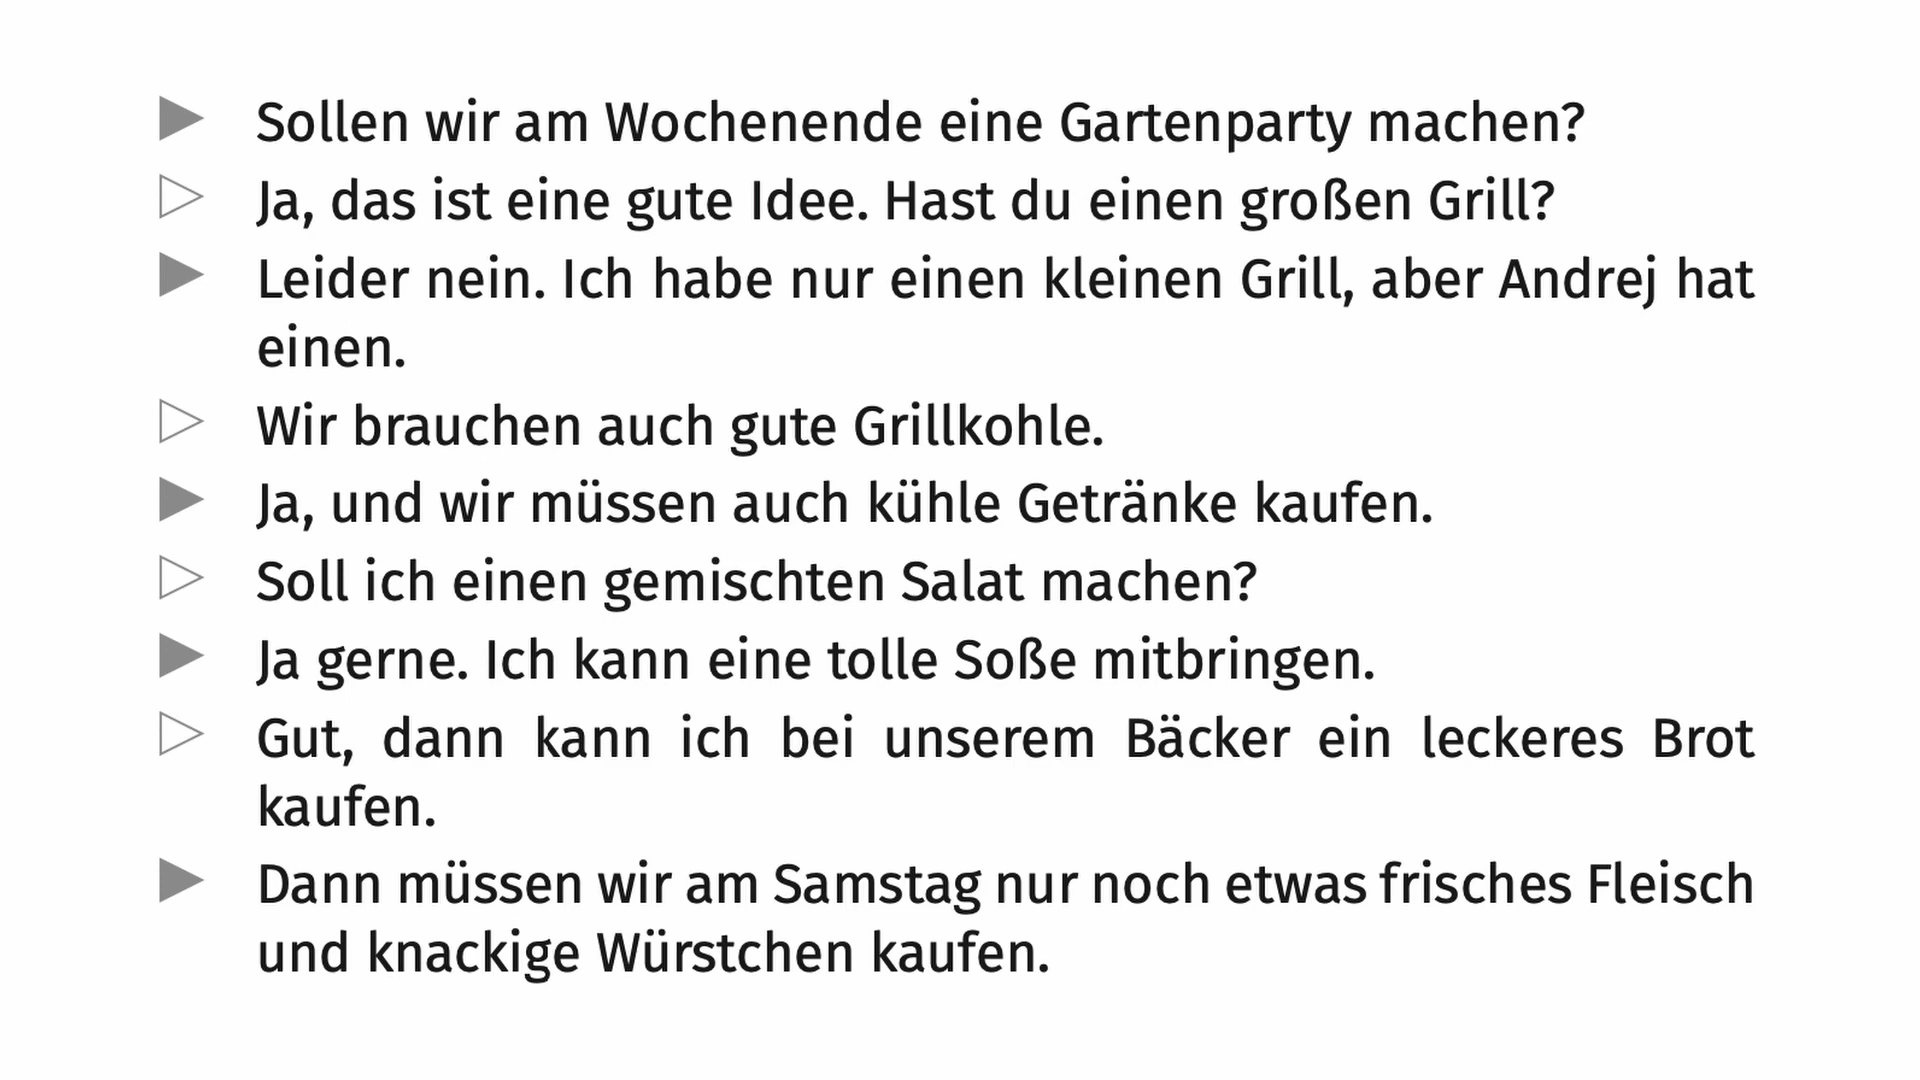 Sollen wir am Wochenende eine Gartenparty machen?
Ja, das ist eine gute Idee. Hast du einen großen Grill?
Leider nein. Ich habe nur einen kleinen Grill, aber Andrej hat
einen.
Wir brauchen auch gute Grillkohle.
Ja, und wir müssen auch kühle Getränke kaufen.
Soll ich einen gemischten Salat machen?
Ja gerne. Ich kann eine tolle Soße mitbringen.
Gut, dann kann ich bei unserem Bäcker ein leckeres Brot
kaufen.
Dann müssen wir am Samstag nur noch etwas frisches Fleisch
und knackige Würstchen kaufen.